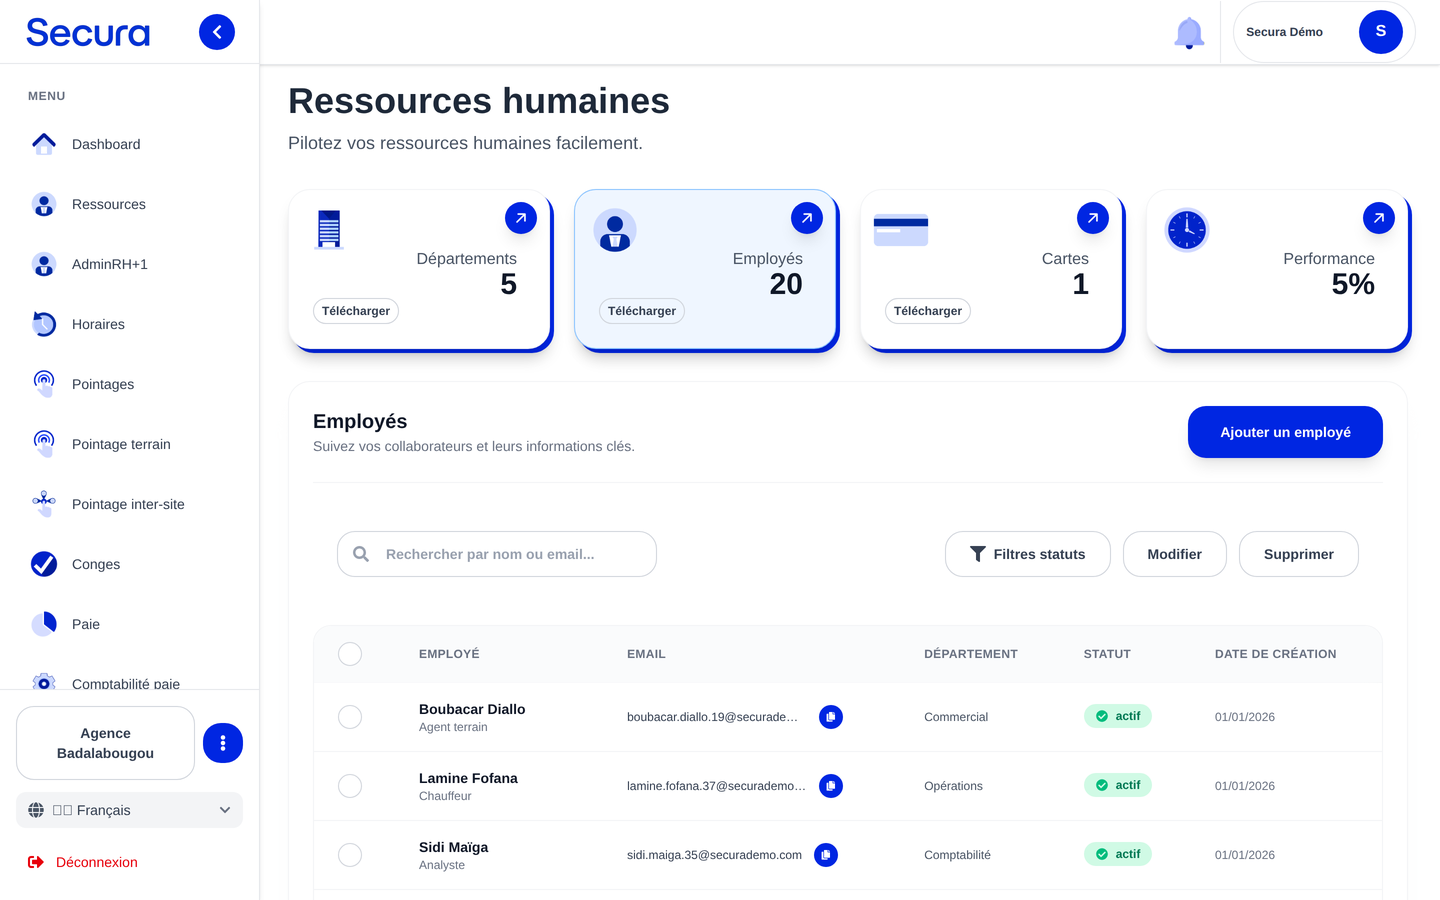 Secura
Secura Démo
S
MENU
Dashboard
Ressources
AdminRH+1
Horaires
Pointages
Pointage terrain
Pointage inter-site
Conges
Paie
Comptabilité paie
Agence
Badalabougou
Français
Déconnexion
Ressources humaines
Pilotez vos ressources humaines facilement.
Départements
5
Télécharger
Employés
20
Télécharger
Cartes
1
Télécharger
Performance
5%
Employés
Suivez vos collaborateurs et leurs informations clés.
Ajouter un employé
Rechercher par nom ou email...
Filtres statuts
Modifier
Supprimer
EMPLOYÉ EMAIL DÉPARTEMENT STATUT DATE DE CRÉATION
Boubacar Diallo
Agent terrain
boubacar.diallo.19@securade...
Commercial
actif
01/01/2026
Lamine Fofana
Chauffeur
lamine.fofana.37@securademo...
Opérations
actif
01/01/2026
Sidi Maïga
Analyste
sidi.maiga.35@securademo.com
Comptabilité
actif
01/01/2026